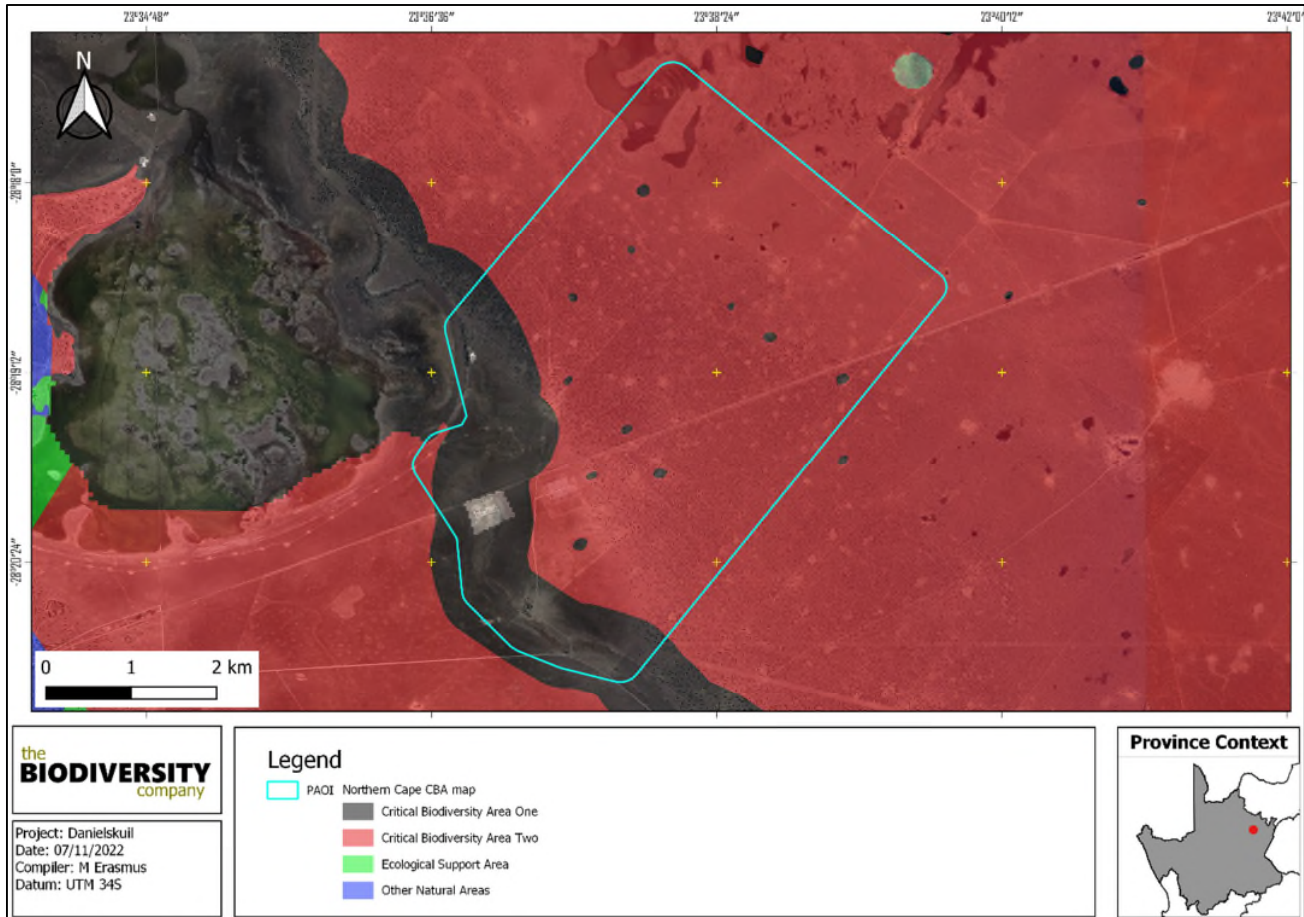 23°34'48" 23°36'36" 23°38'24" 23°40'12" 23°42'0"
N
-28°18'0"
-28°19'12"
-28°20'24"
0 1 2 km
the
BIODIVERSITY
company
Project: Danielskuil
Date: 07/11/2022
Compiler: M Erasmus
Datum: UTM 34S
Legend
PAOI Northern Cape CBA map
Critical Biodiversity Area One
Critical Biodiversity Area Two
Ecological Support Area
Other Natural Areas
Province Context